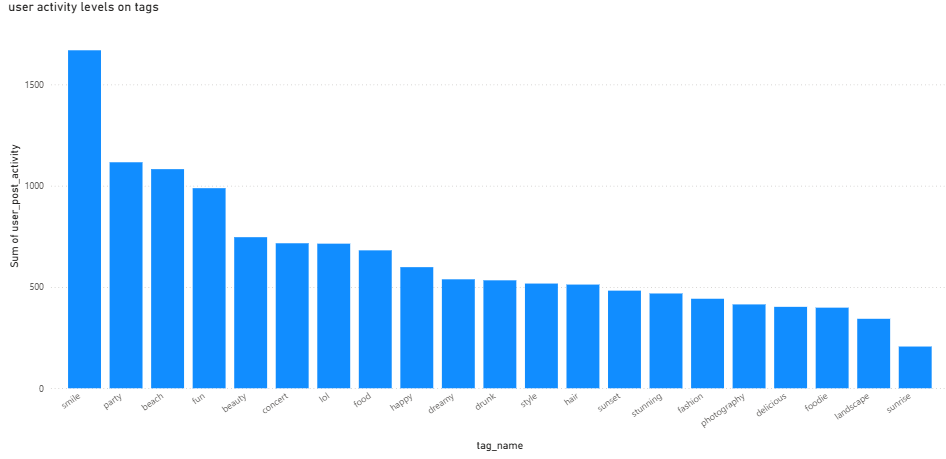 user activity levels on tags
Sum of user_post_activity
1500
1000
500
0
smile
party
beach
fun
beauty
concert
lol
food
happy
dreamy
drunk
style
hair
sunset
stunning
fashion
photography
delicious
foodie
landscape
sunrise
tag_name